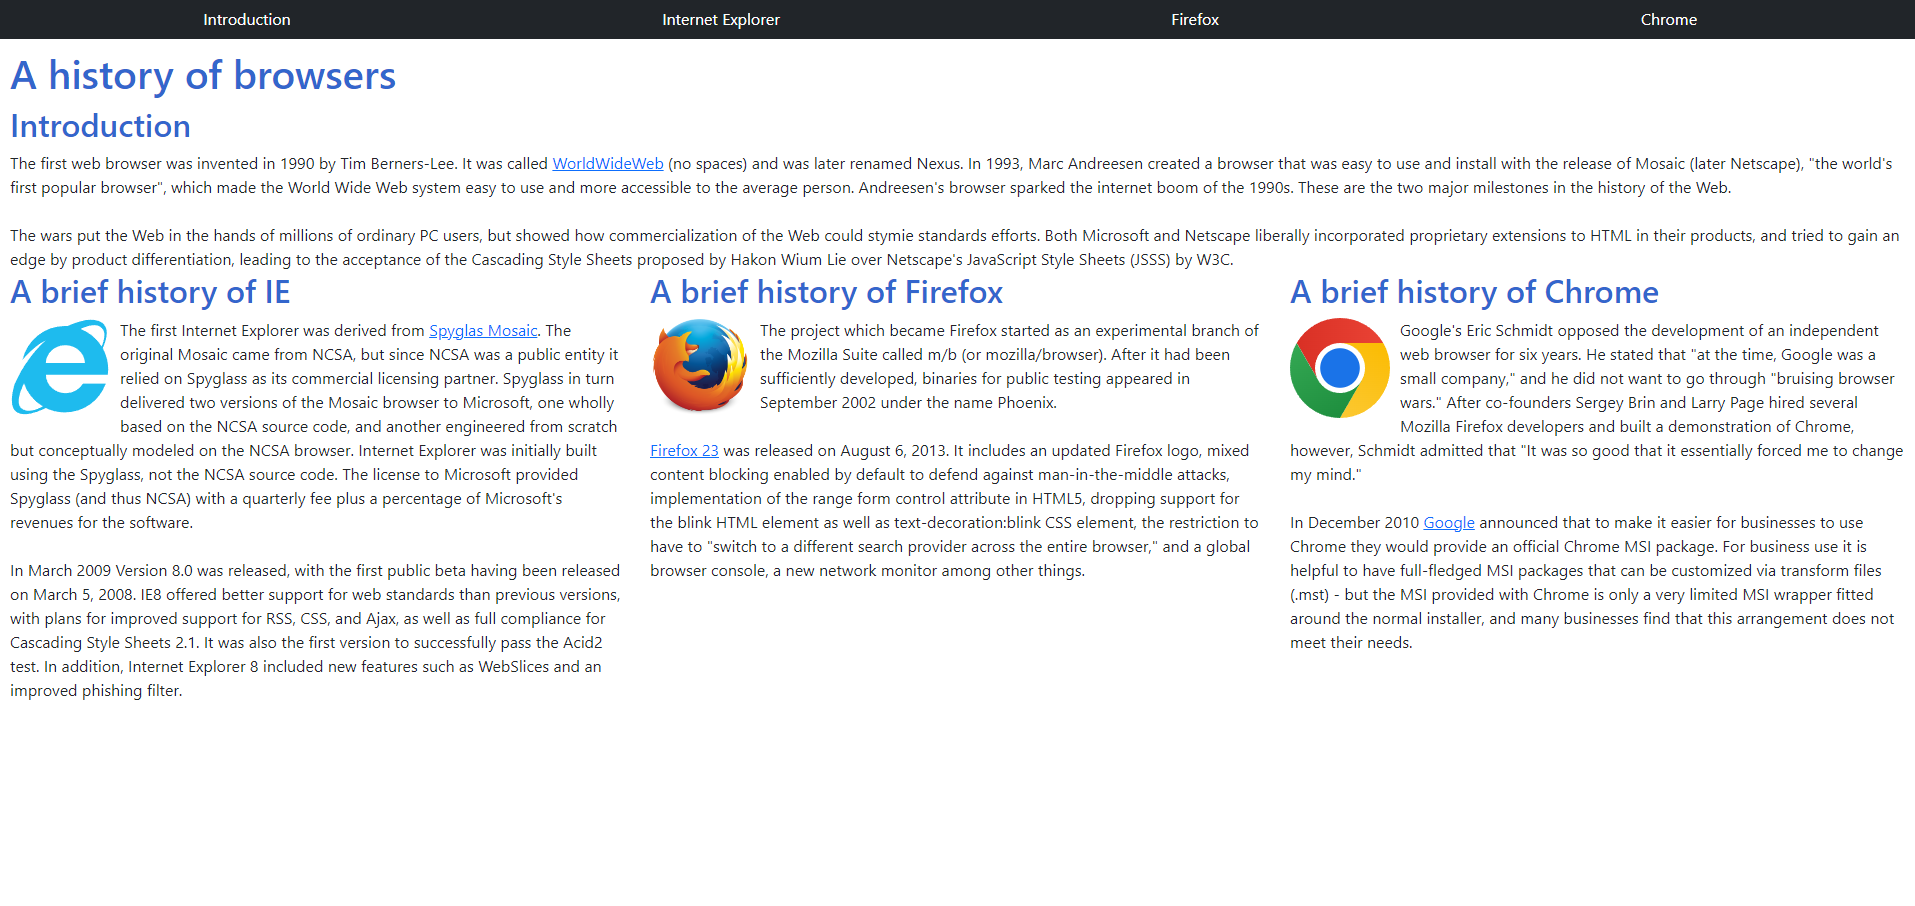 Introduction
Internet Explorer
Firefox
Chrome
A history of browsers
Introduction
The first web browser was invented in 1990 by Tim Berners-Lee. It was called WorldWideWeb (no spaces) and was later renamed Nexus. In 1993, Marc Andreesen created a browser that was easy to use and install with the release of Mosaic (later Netscape), "the world's
first popular browser", which made the World Wide Web system easy to use and more accessible to the average person. Andreesen's browser sparked the internet boom of the 1990s. These are the two major milestones in the history of the Web.
The wars put the Web in the hands of millions of ordinary PC users, but showed how commercialization of the Web could stymie standards efforts. Both Microsoft and Netscape liberally incorporated proprietary extensions to HTML in their products, and tried to gain an
edge by product differentiation, leading to the acceptance of the Cascading Style Sheets proposed by Hakon Wium Lie over Netscape's JavaScript Style Sheets (JSSS) by W3C.
A brief history of IE
The first Internet Explorer was derived from Spyglas Mosaic. The
original Mosaic came from NCSA, but since NCSA was a public entity it
relied on Spyglass as its commercial licensing partner. Spyglass in turn
delivered two versions of the Mosaic browser to Microsoft, one wholly
based on the NCSA source code, and another engineered from scratch
but conceptually modeled on the NCSA browser. Internet Explorer was initially built
using the Spyglass, not the NCSA source code. The license to Microsoft provided
Spyglass (and thus NCSA) with a quarterly fee plus a percentage of Microsoft's
revenues for the software.
In March 2009 Version 8.0 was released, with the first public beta having been released
on March 5, 2008. IE8 offered better support for web standards than previous versions,
with plans for improved support for RSS, CSS, and Ajax, as well as full compliance for
Cascading Style Sheets 2.1. It was also the first version to successfully pass the Acid2
test. In addition, Internet Explorer 8 included new features such as WebSlices and an
improved phishing filter.
A brief history of Firefox
The project which became Firefox started as an experimental branch of
the Mozilla Suite called m/b (or mozilla/browser). After it had been
sufficiently developed, binaries for public testing appeared in
September 2002 under the name Phoenix.
Firefox 23 was released on August 6, 2013. It includes an updated Firefox logo, mixed
content blocking enabled by default to defend against man-in-the-middle attacks,
implementation of the range form control attribute in HTML5, dropping support for
the blink HTML element as well as text-decoration:blink CSS element, the restriction to
have to "switch to a different search provider across the entire browser," and a global
browser console, a new network monitor among other things.
A brief history of Chrome
Google's Eric Schmidt opposed the development of an independent
web browser for six years. He stated that "at the time, Google was a
small company," and he did not want to go through "bruising browser
wars." After co-founders Sergey Brin and Larry Page hired several
Mozilla Firefox developers and built a demonstration of Chrome,
however, Schmidt admitted that "It was so good that it essentially forced me to change
my mind."
In December 2010 Google announced that to make it easier for businesses to use
Chrome they would provide an official Chrome MSI package. For business use it is
helpful to have full-fledged MSI packages that can be customized via transform files
(.mst) - but the MSI provided with Chrome is only a very limited MSI wrapper fitted
around the normal installer, and many businesses find that this arrangement does not
meet their needs.